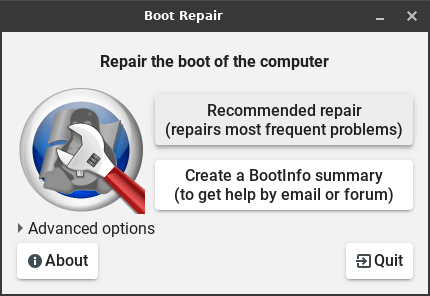 Boot Repair
Repair the boot of the computer
Recommended repair
(repairs most frequent problems)
Create a BootInfo summary
(to get help by email or forum)
Advanced options
About
Quit